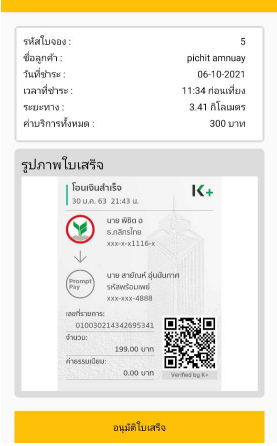 รหัสใบจอง : 5
ชื่อลูกค้า : pichit amnuay
วันที่ชำระ : 06-10-2021
เวลาที่ชำระ : 11:34 ก่อนเที่ยง
ระยะทาง : 3.41 กิโลเมตร
ค่าบริการทั้งหมด : 300 บาท
รูปภาพใบเสร็จ
โอนเงินสำเร็จ
30 ม.ค. 63 21:43 น.
K+
นาย พิชิต อ
ธ.กสิกรไทย
xxx-x-x1116-x
Prompt
Pay
นาย สายัณห์ อุ่นนันกาศ
รหัสพร้อมเพย์
xxx-xxx-4888
เลขที่รายการ:
010030214342695341
จำนวน:
199.00 บาท
ค่าธรรมเนียม:
0.00 บาท
Verified by K+
อนุมัติใบเสร็จ